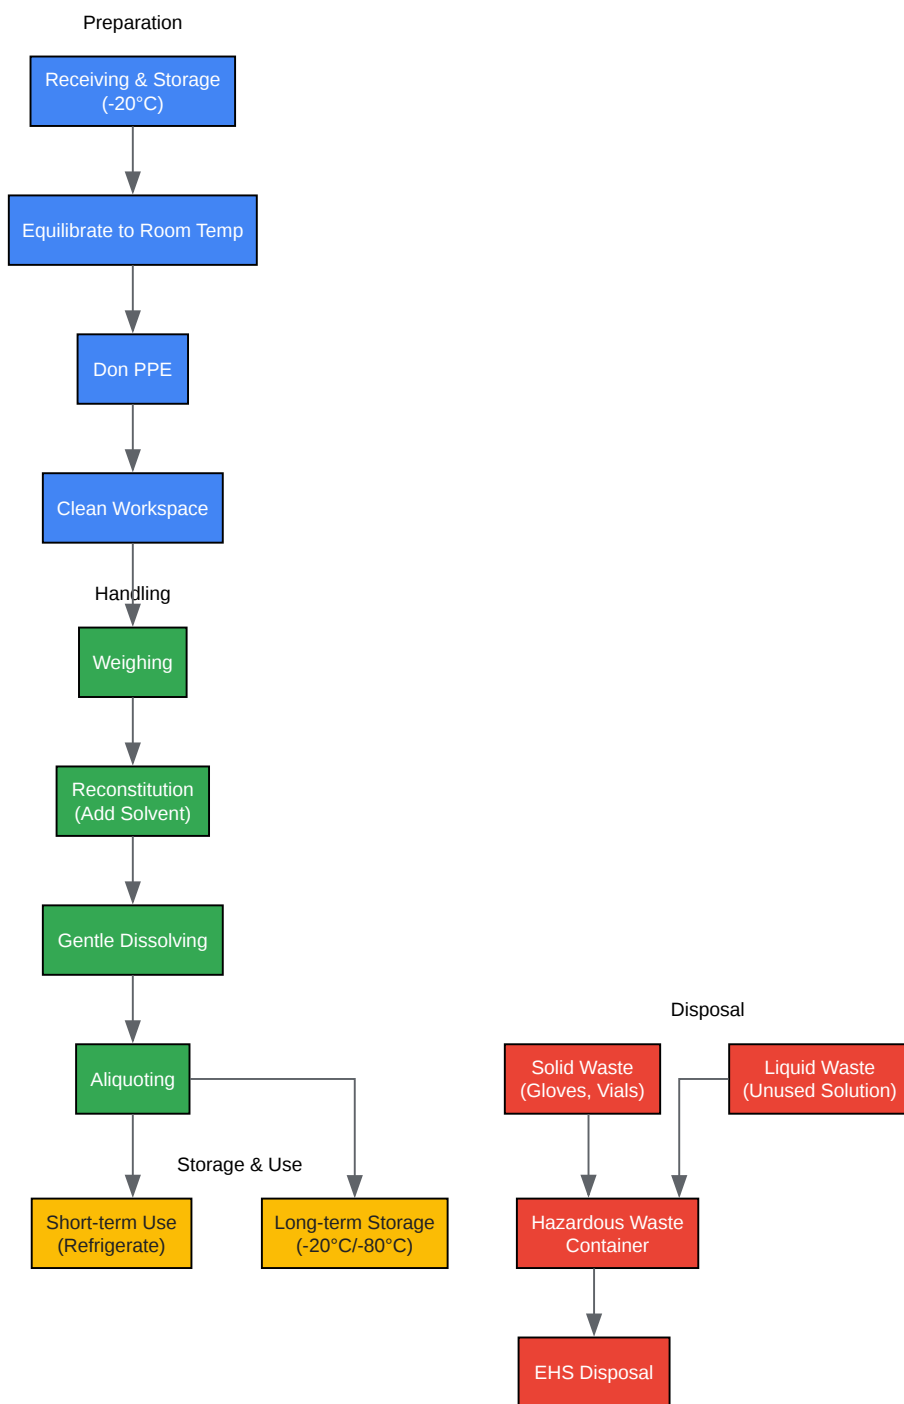 Preparation
Receiving & Storage
(-20°C)
Equilibrate to Room Temp
Don PPE
Clean Workspace
Handling
Weighing
Reconstitution
(Add Solvent)
Gentle Dissolving
Aliquoting
Storage & Use
Short-term Use
(Refrigerate)
Long-term Storage
(-20°C/-80°C)
Disposal
Solid Waste
(Gloves, Vials)
Liquid Waste
(Unused Solution)
Hazardous Waste
Container
EHS Disposal